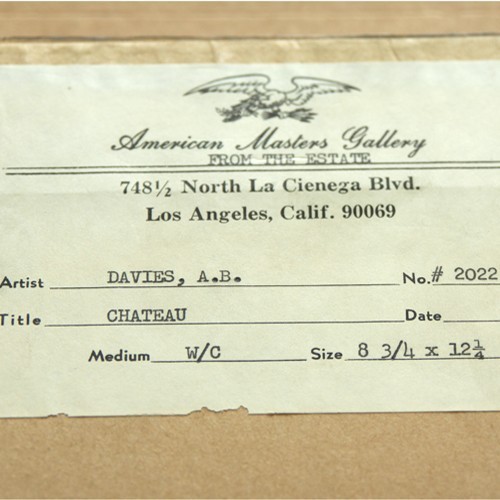 American Masters Gallery
FROM THE ESTATE
748½ North La Cienega Blvd.
Los Angeles, Calif. 90069
Artist DAVIES, A.B. No. # 2022
Title CHATEAU Date
Medium W/C Size 8 3/4 x 12¼